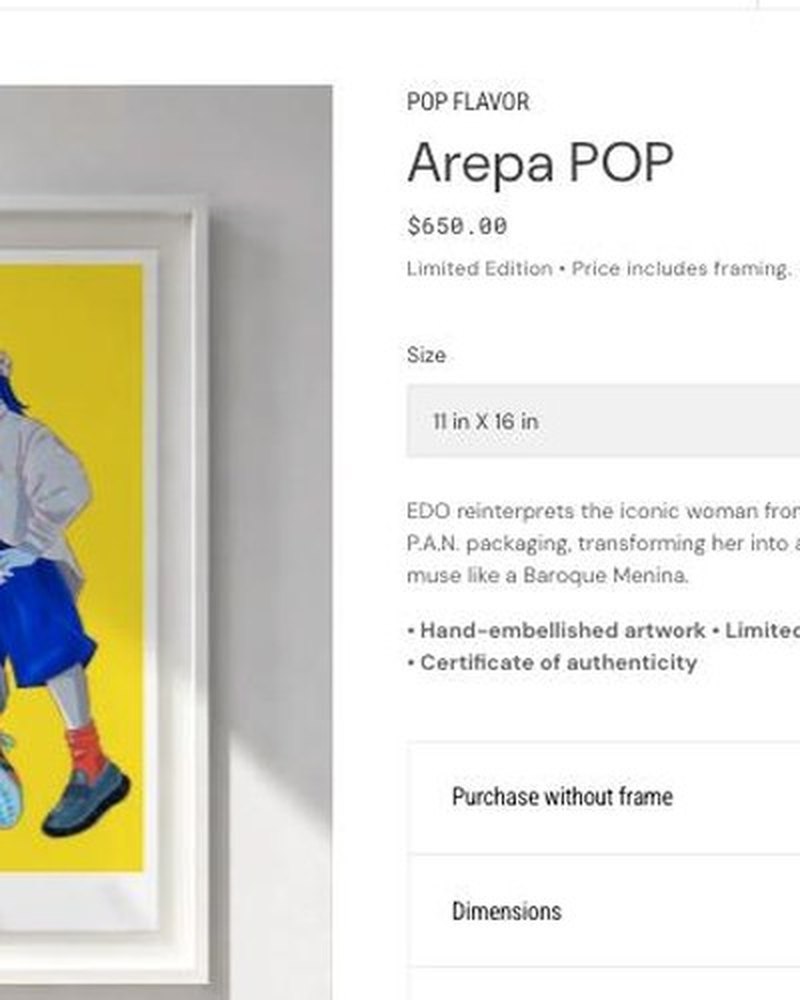 POP FLAVOR
Arepa POP
$650.00
Limited Edition • Price includes framing.
Size
11 in X 16 in
EDO reinterprets the iconic woman from
P.A.N. packaging, transforming her into a
muse like a Baroque Menina.
• Hand-embellished artwork • Limited
• Certificate of authenticity
Purchase without frame
Dimensions